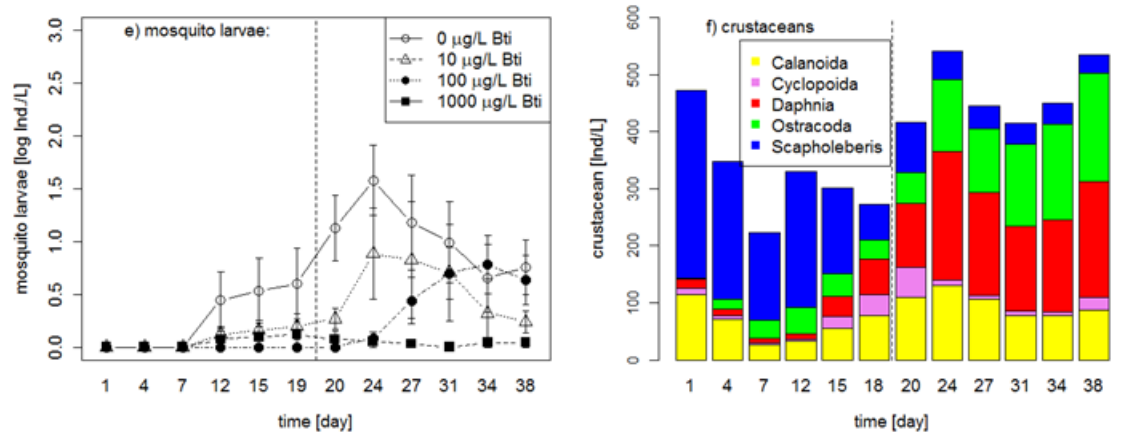 e) mosquito larvae:
0 μg/L Bti
10 μg/L Bti
100 μg/L Bti
1000 μg/L Bti
mosquito larvae [log Ind./L]
3.0
2.5
2.0
1.5
1.0
0.5
0.0
1 4 7 12 15 19 20 24 27 31 34 38
time [day]
f) crustaceans
Calanoida
Cyclopoida
Daphnia
Ostracoda
Scapholeberis
crustacean [Ind/L]
600
400
200
100
0
1 4 7 12 15 18 20 24 27 31 34 38
time [day]